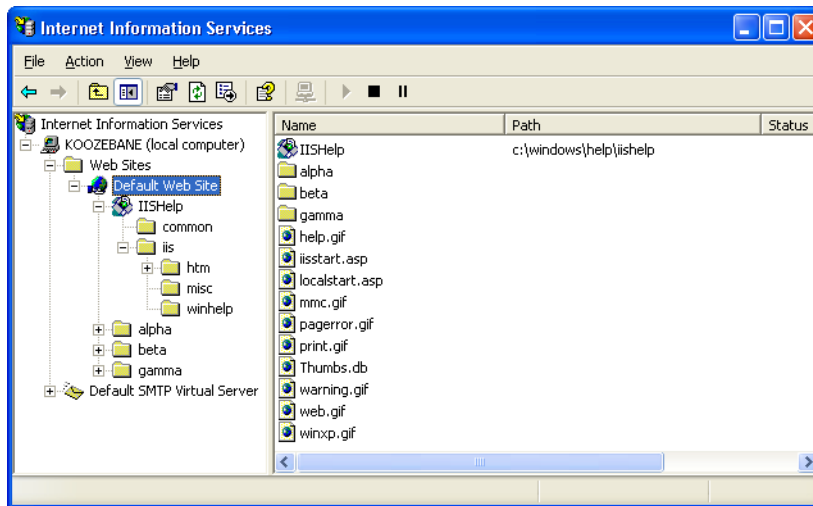 Internet Information Services
File Action View Help
Internet Information Services
KOOZEBANE (local computer)
Web Sites
Default Web Site
IISHelp
common
iis
htm
misc
winhelp
alpha
beta
gamma
Default SMTP Virtual Server
Name Path Status
IISHelp c:\windows\help\iishelp
alpha
beta
gamma
help.gif
iisstart.asp
localstart.asp
mmc.gif
pagerror.gif
print.gif
Thumbs.db
warning.gif
web.gif
winxp.gif